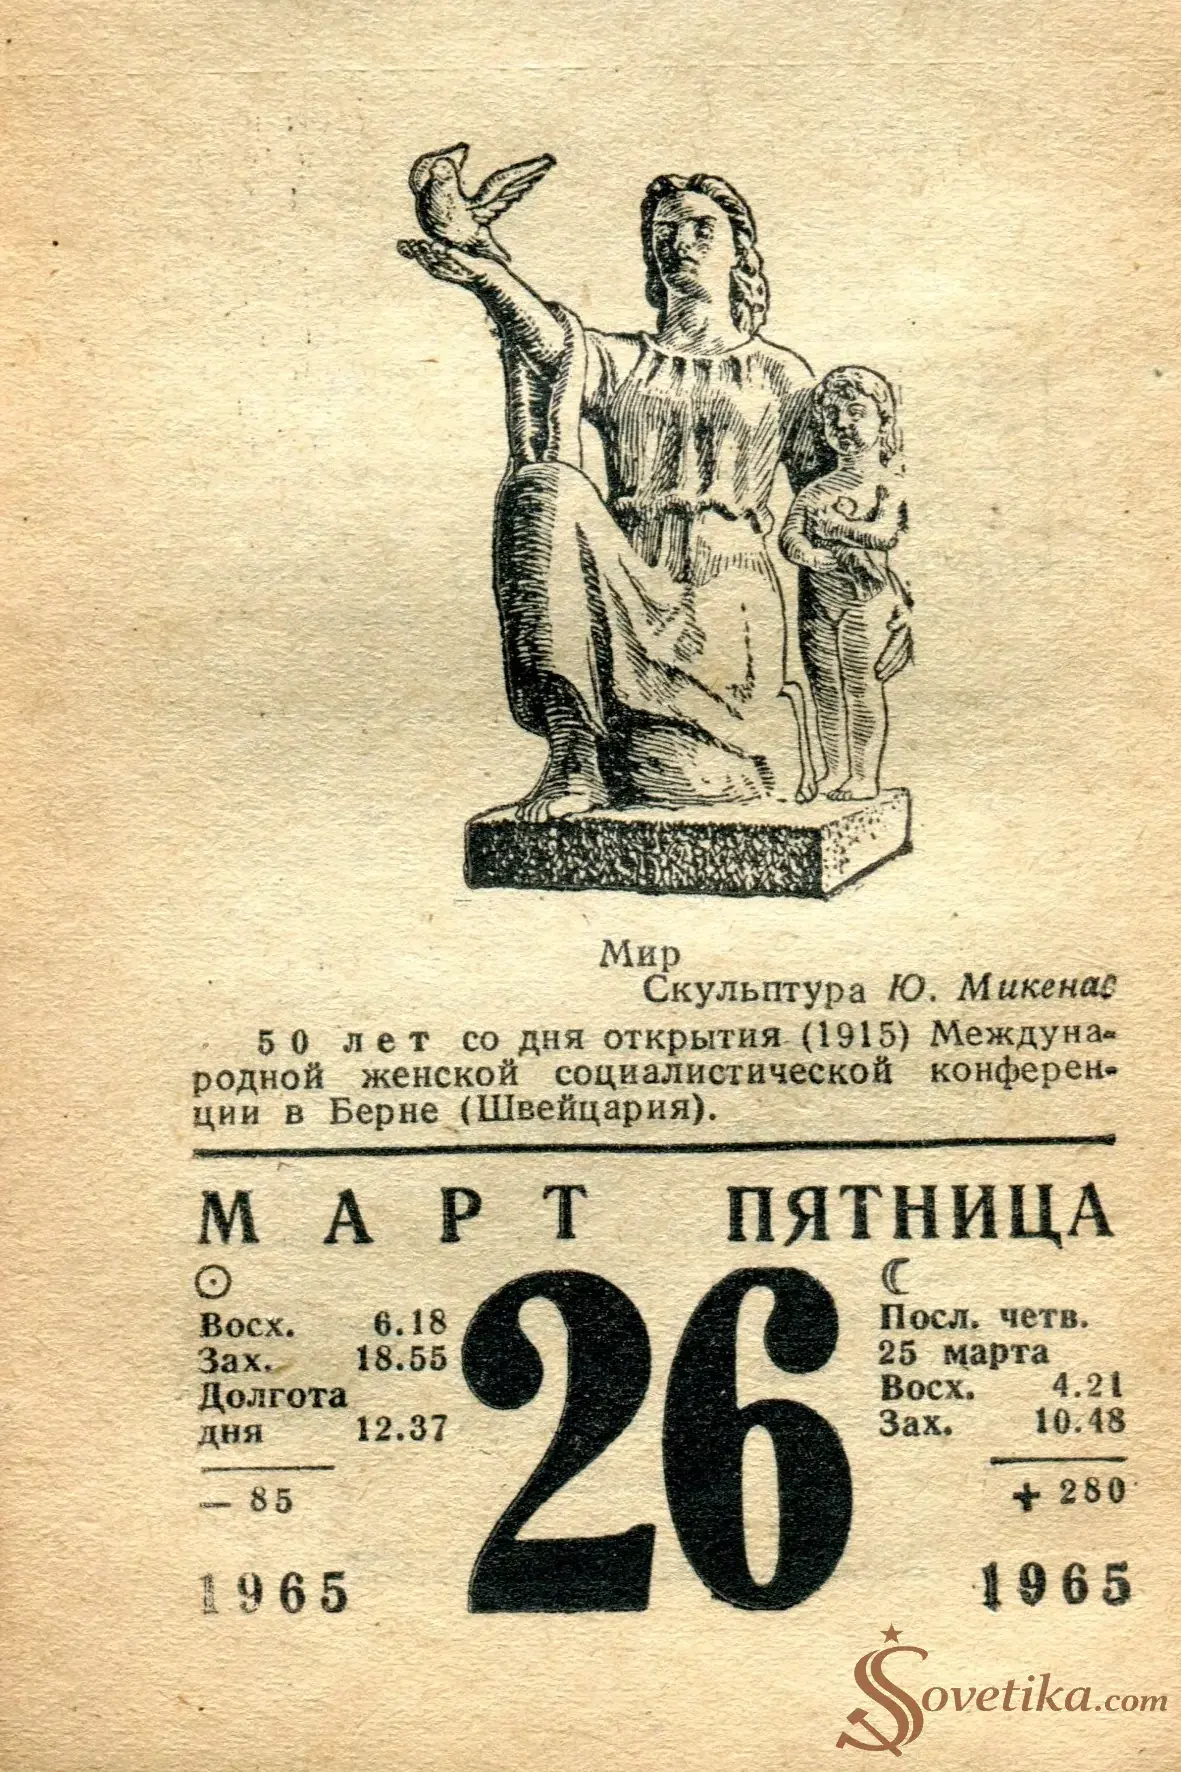 Мир
Скульптура Ю. Микенас
50 лет со дня открытия (1915) Междуна-
родной женской социалистической конферен-
ции в Берне (Швейцария).
МАРТ ПЯТНИЦА
26
Восх. 6.18
Зах. 18.55
Долгота
дня 12.37
— 85
1965
Посл. четв.
25 марта
Восх. 4.21
Зах. 10.48
+ 280
1965
Sovetika.com